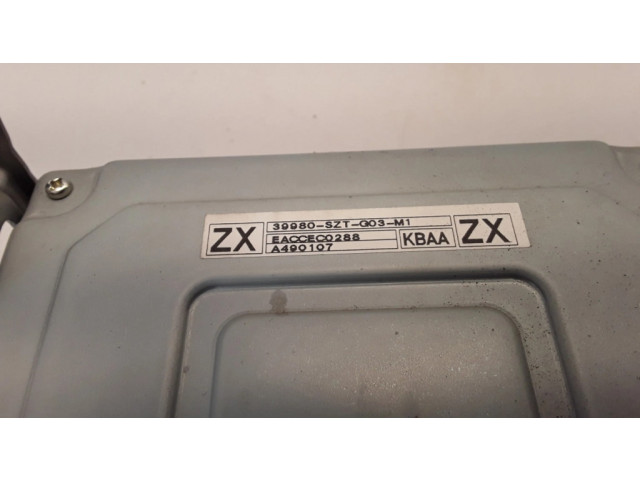 ZX 39980-SZT-G03-M1 ZX
EACCEC0288 KBAA
A490107